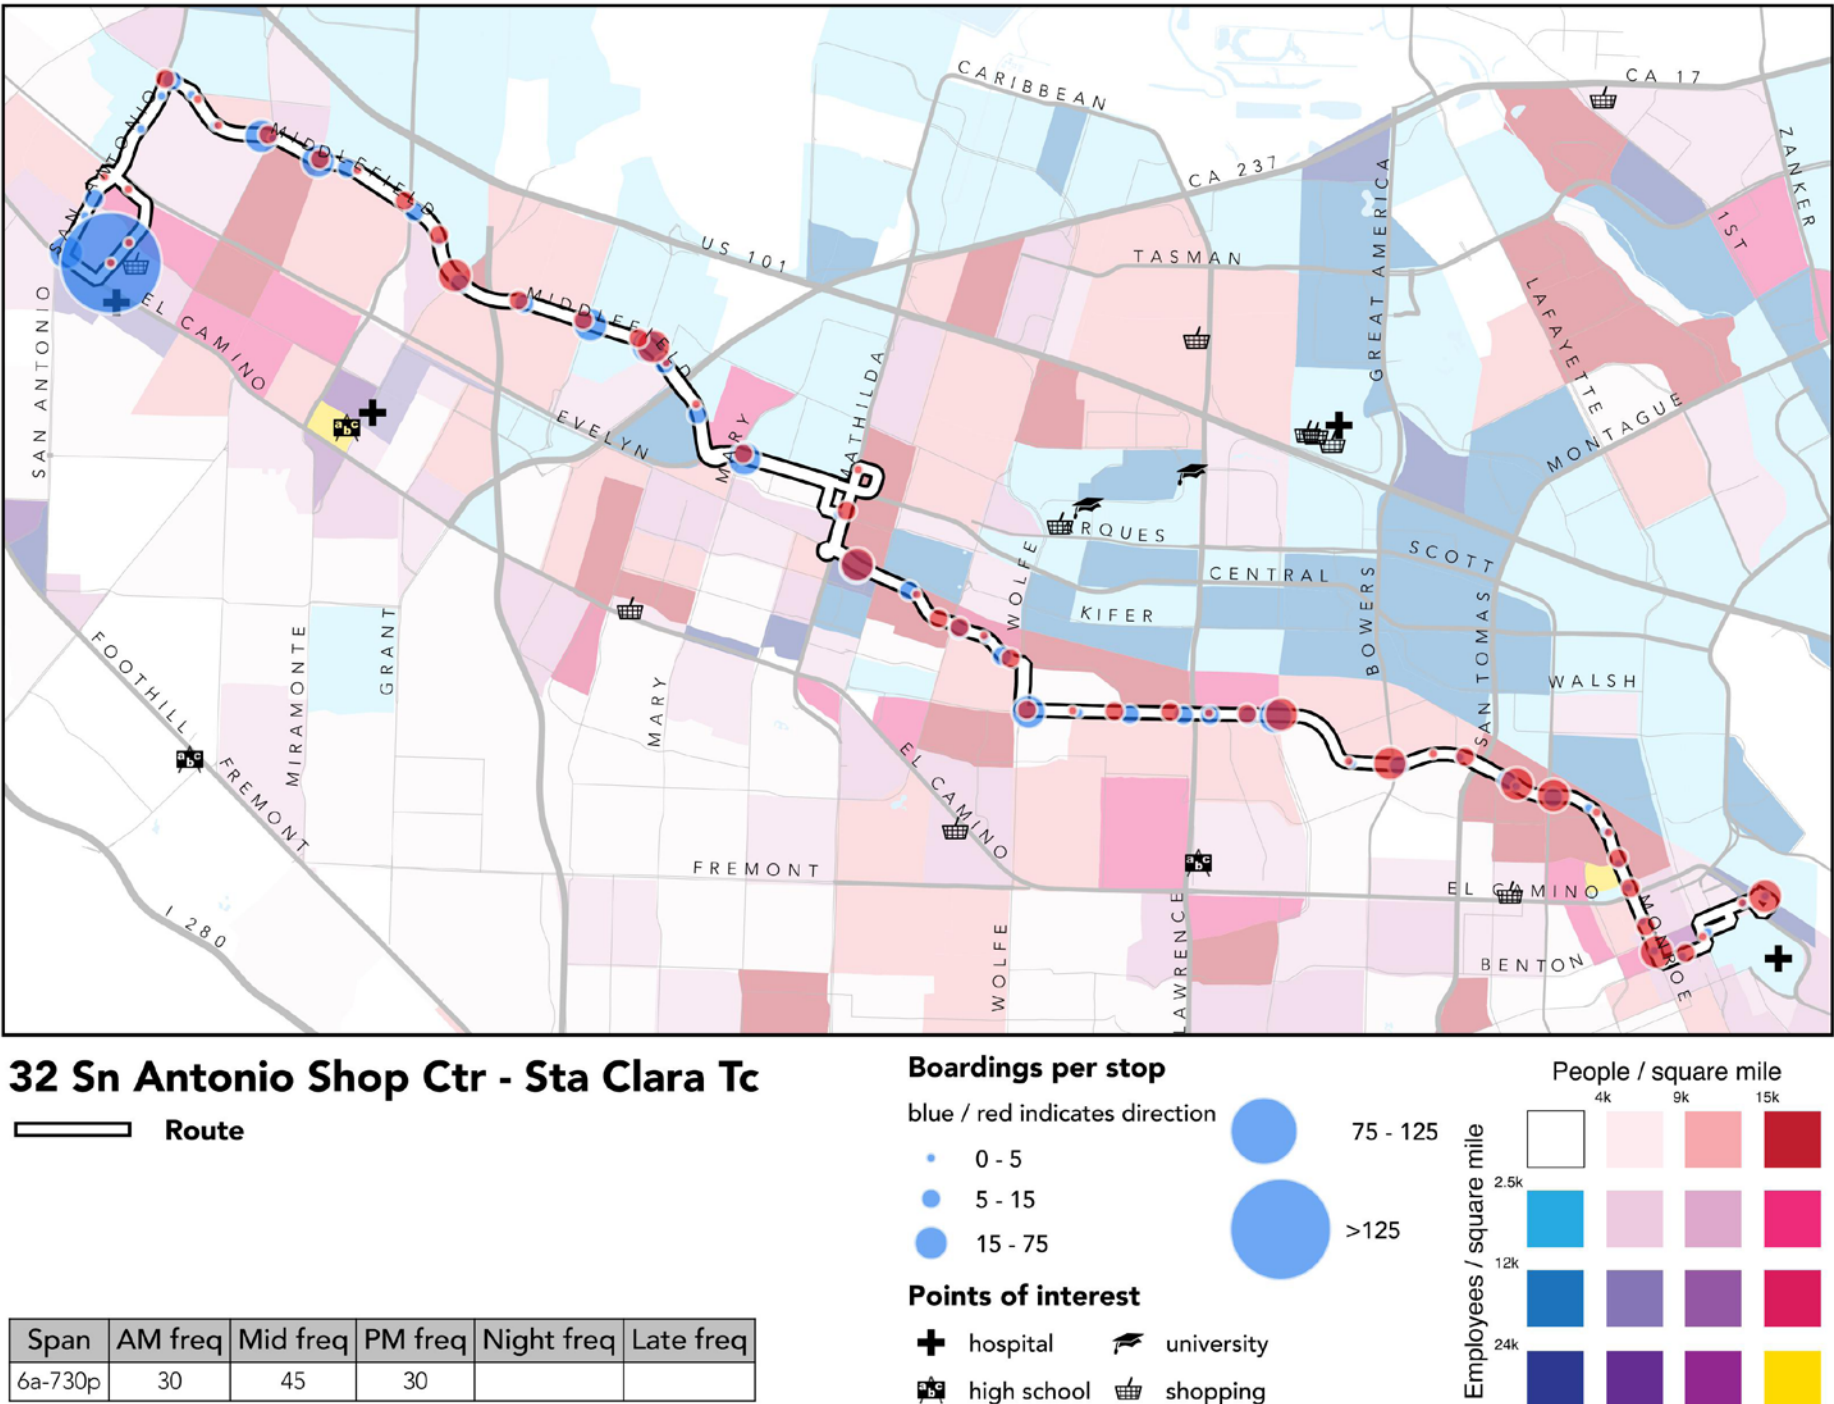 CARIBBEAN
CA 17
ZANKER
CA 237
SAN ANTONIO
MIDDLEFIELD
US 101
TASMAN
GREAT AMERICA
1ST
LAFAYETTE
MONTAGUE
SAN ANTONIO
EL CAMINO
MIDDLEFIELD
MATHILDA
EVELYN
MARY
ARQUES
SCOTT
CENTRAL
WOLFE
KIFER
BOWERS
SAN TOMAS
WALSH
FOOTHILL
MIRAMONTE
GRANT
MARY
FREMONT
EL CAMINO
FREMONT
EL CAMINO
I 280
WOLFE
LAWRENCE
BENTON
MONROE
abc
abc
abc
32 Sn Antonio Shop Ctr - Sta Clara Tc
Route
Span AM freq Mid freq PM freq Night freq Late freq
6a-730p 30 45 30
Boardings per stop
blue / red indicates direction
0 - 5
5 - 15
15 - 75
75 - 125
>125
Points of interest
hospital
university
abc high school
shopping
People / square mile
4k 9k 15k
Employees / square mile
2.5k
12k
24k